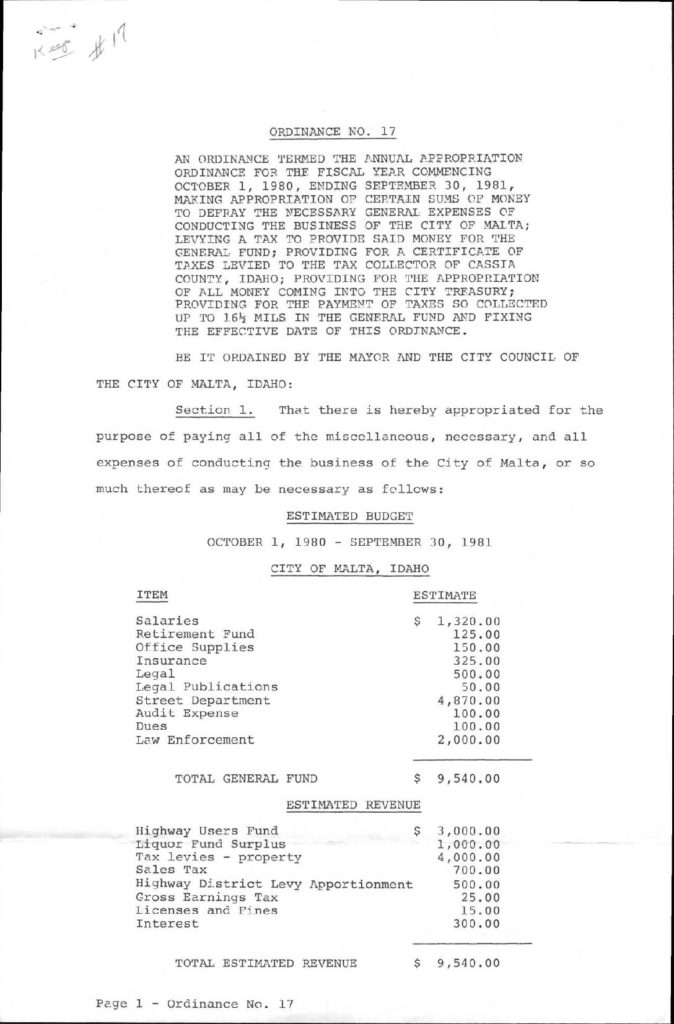 Keep #17
ORDINANCE NO. 17
AN ORDINANCE TERMED THE ANNUAL APPROPRIATION
ORDINANCE FOR THE FISCAL YEAR COMMENCING
OCTOBER 1, 1980, ENDING SEPTEMBER 30, 1981,
MAKING APPROPRIATION OF CERTAIN SUMS OF MONEY
TO DEFRAY THE NECESSARY GENERAL EXPENSES OF
CONDUCTING THE BUSINESS OF THE CITY OF MALTA;
LEVYING A TAX TO PROVIDE SAID MONEY FOR THE
GENERAL FUND; PROVIDING FOR A CERTIFICATE OF
TAXES LEVIED TO THE TAX COLLECTOR OF CASSIA
COUNTY, IDAHO; PROVIDING FOR THE APPROPRIATION
OF ALL MONEY COMING INTO THE CITY TREASURY;
PROVIDING FOR THE PAYMENT OF TAXES SO COLLECTED
UP TO 16½ MILS IN THE GENERAL FUND AND FIXING
THE EFFECTIVE DATE OF THIS ORDINANCE.
BE IT ORDAINED BY THE MAYOR AND THE CITY COUNCIL OF
THE CITY OF MALTA, IDAHO:
Section 1. That there is hereby appropriated for the
purpose of paying all of the miscellaneous, necessary, and all
expenses of conducting the business of the City of Malta, or so
much thereof as may be necessary as follows:
ESTIMATED BUDGET
OCTOBER 1, 1980 - SEPTEMBER 30, 1981
CITY OF MALTA, IDAHO
ITEM ESTIMATE
Salaries $ 1,320.00
Retirement Fund 125.00
Office Supplies 150.00
Insurance 325.00
Legal 500.00
Legal Publications 50.00
Street Department 4,870.00
Audit Expense 100.00
Dues 100.00
Law Enforcement 2,000.00
TOTAL GENERAL FUND $ 9,540.00
ESTIMATED REVENUE
Highway Users Fund $ 3,000.00
Liquor Fund Surplus 1,000.00
Tax levies - property 4,000.00
Sales Tax 700.00
Highway District Levy Apportionment 500.00
Gross Earnings Tax 25.00
Licenses and Fines 15.00
Interest 300.00
TOTAL ESTIMATED REVENUE $ 9,540.00
Page 1 - Ordinance No. 17